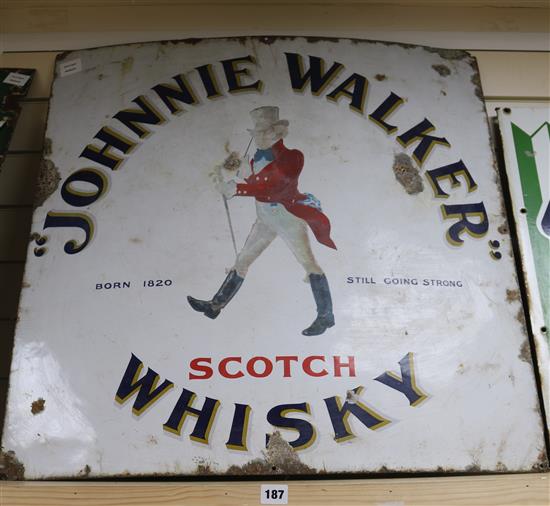 "JOHNNIE WALKER"
BORN 1820 STILL GOING STRONG
SCOTCH
WHISKY
187